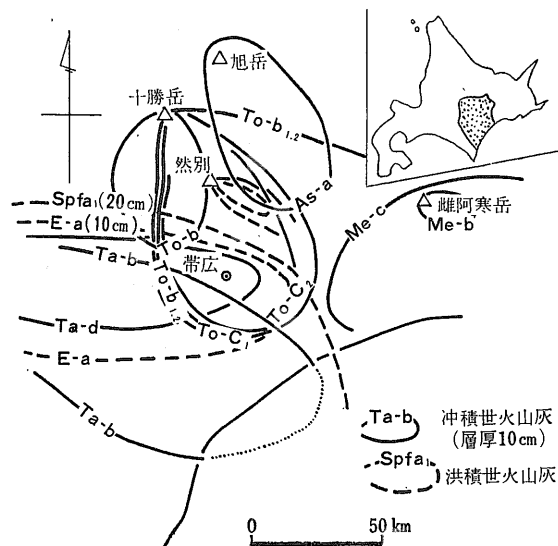 旭岳
十勝岳
To-b1,2
然別
As-a
Spfa1(20cm)
E-a(10cm)
Me-c
雌阿寒岳
Me-b
To-b
Ta-b
帯広
To-b1,2
To-C2
Ta-d
To-C1
E-a
Ta-b
Ta-b 沖積世火山灰
(層厚10cm)
Spfa1 洪積世火山灰
0 50 km